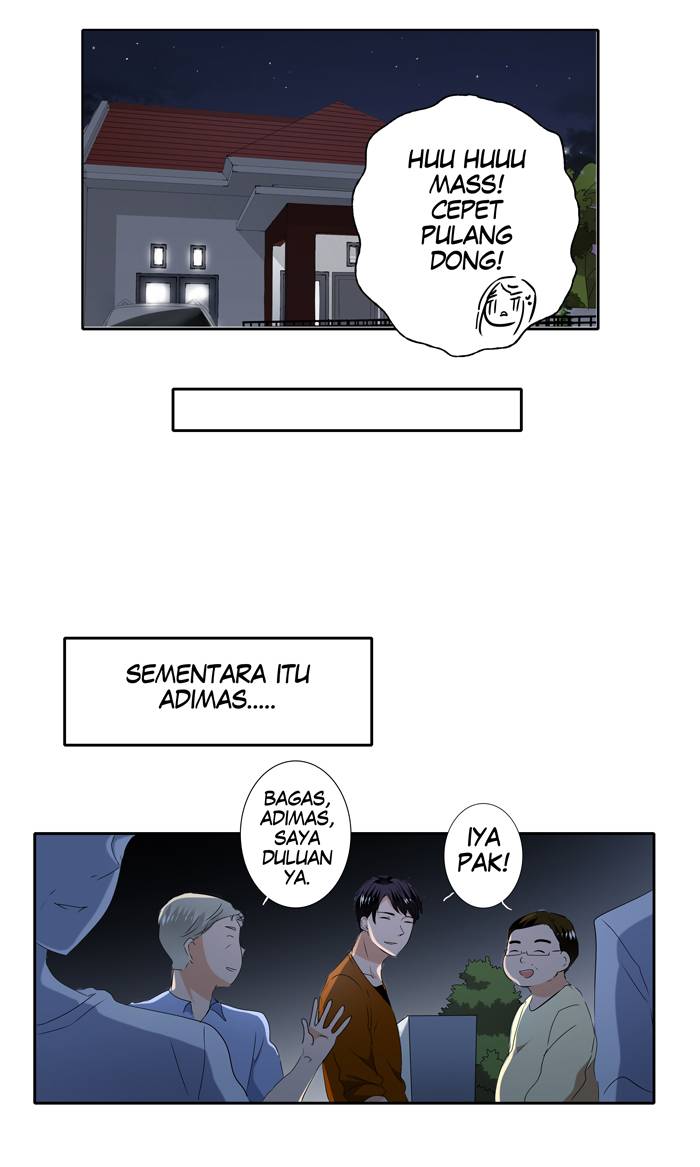 HUU HUUU
MASS!
CEPET
PULANG
DONG!
SEMENTARA ITU
ADIMAS.....
BAGAS,
ADIMAS,
SAYA
DULUAN
YA.
IYA
PAK!